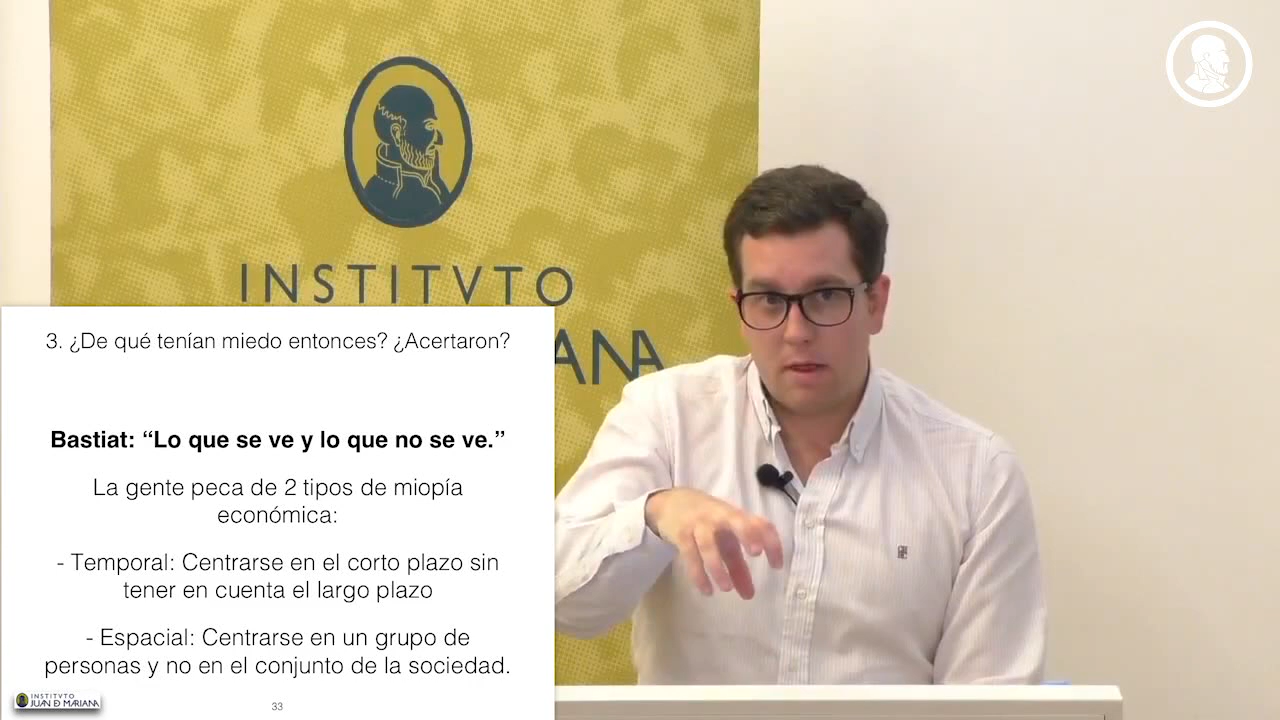 INSTITVTO
ANA
3. ¿De qué tenían miedo entonces? ¿Acertaron?
Bastiat: “Lo que se ve y lo que no se ve.”
La gente peca de 2 tipos de miopía
económica:
- Temporal: Centrarse en el corto plazo sin
tener en cuenta el largo plazo
- Espacial: Centrarse en un grupo de
personas y no en el conjunto de la sociedad.
INSTITVTO
JUAN DE MARIANA
33